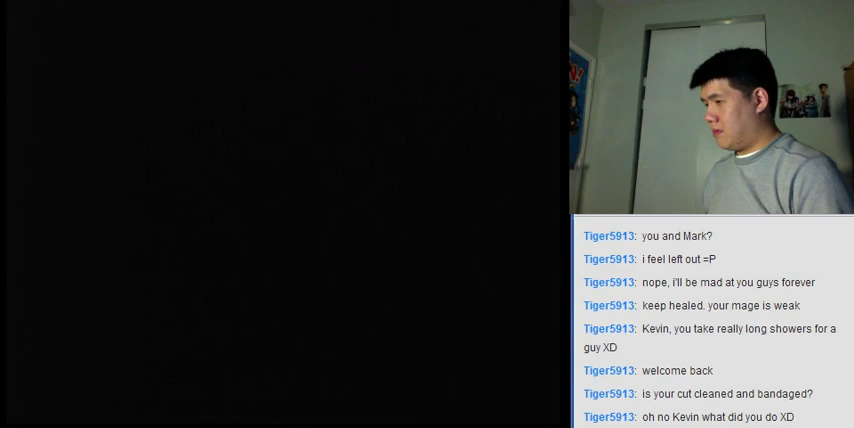 Tiger5913: you and Mark?
Tiger5913: i feel left out =P
Tiger5913: nope, i'll be mad at you guys forever
Tiger5913: keep healed. your mage is weak
Tiger5913: Kevin, you take really long showers for a
guy XD
Tiger5913: welcome back
Tiger5913: is your cut cleaned and bandaged?
Tiger5913: oh no Kevin what did you do XD